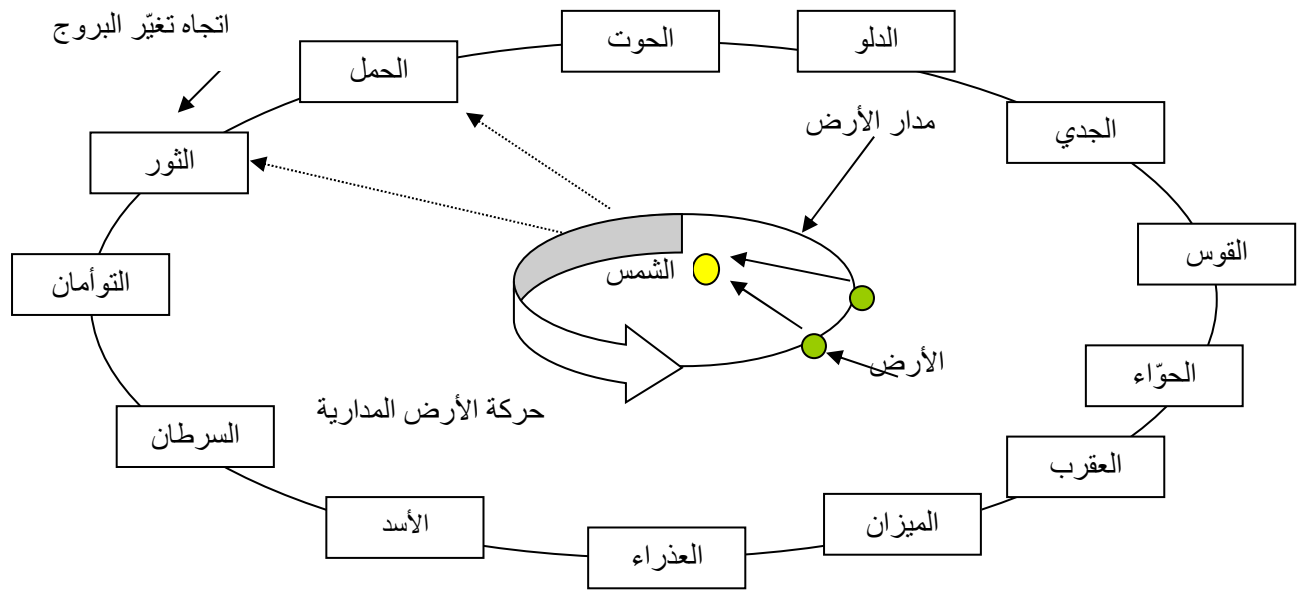 اتجاه تغيّر البروج
الدلو
الحوت
الحمل
الجدي
مدار الأرض
الثور
القوس
الشمس
التوأمان
الأرض
الحوّاء
حركة الأرض المدارية
السرطان
العقرب
الميزان
الأسد
العذراء